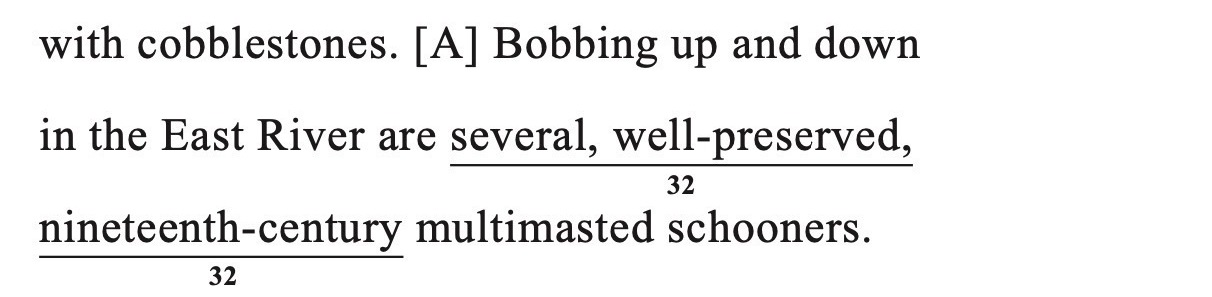 with cobblestones. [A] Bobbing up and down
in the East River are several, well-preserved,
32
nineteenth-century multimasted schooners.
32